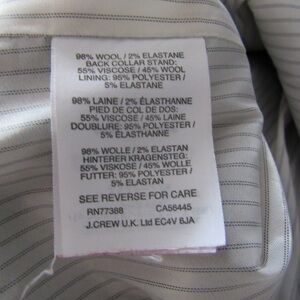 98% WOOL / 2% ELASTANE
BACK COLLAR STAND:
55% VISCOSE / 45% WOOL
LINING: 95% POLYESTER /
5% ELASTANE
98% LAINE / 2% ÉLASTHANNE
PIED DE COL DE DOS:
55% VISCOSE / 45% LAINE
DOUBLURE: 95% POLYESTER /
5% ÉLASTHANNE
98% WOLLE / 2% ELASTAN
HINTERER KRAGENSTEG:
55% VISKOSE / 45% WOLLE
FUTTER: 95% POLYESTER /
5% ELASTAN
SEE REVERSE FOR CARE
RN77388 CA56445
J.CREW U.K. Ltd EC4V 6JA